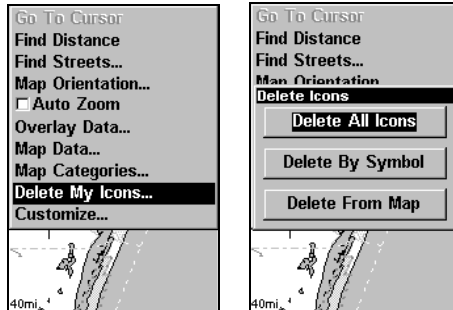 Go To Cursor
Find Distance
Find Streets...
Map Orientation...
Auto Zoom
Overlay Data...
Map Data...
Map Categories...
Delete My Icons...
Customize...
40mi
Go To Cursor
Find Distance
Find Streets...
Map Orientation
Delete Icons
Delete All Icons
Delete By Symbol
Delete From Map
40mi